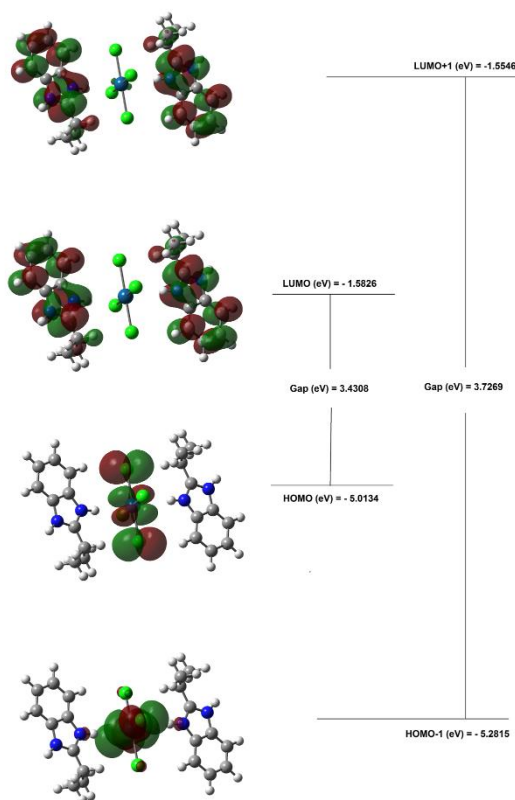 LUMO+1 (eV) = -1.5546
LUMO (eV) = - 1.5826
Gap (eV) = 3.4308
Gap (eV) = 3.7269
HOMO (eV) = - 5.0134
HOMO-1 (eV) = - 5.2815